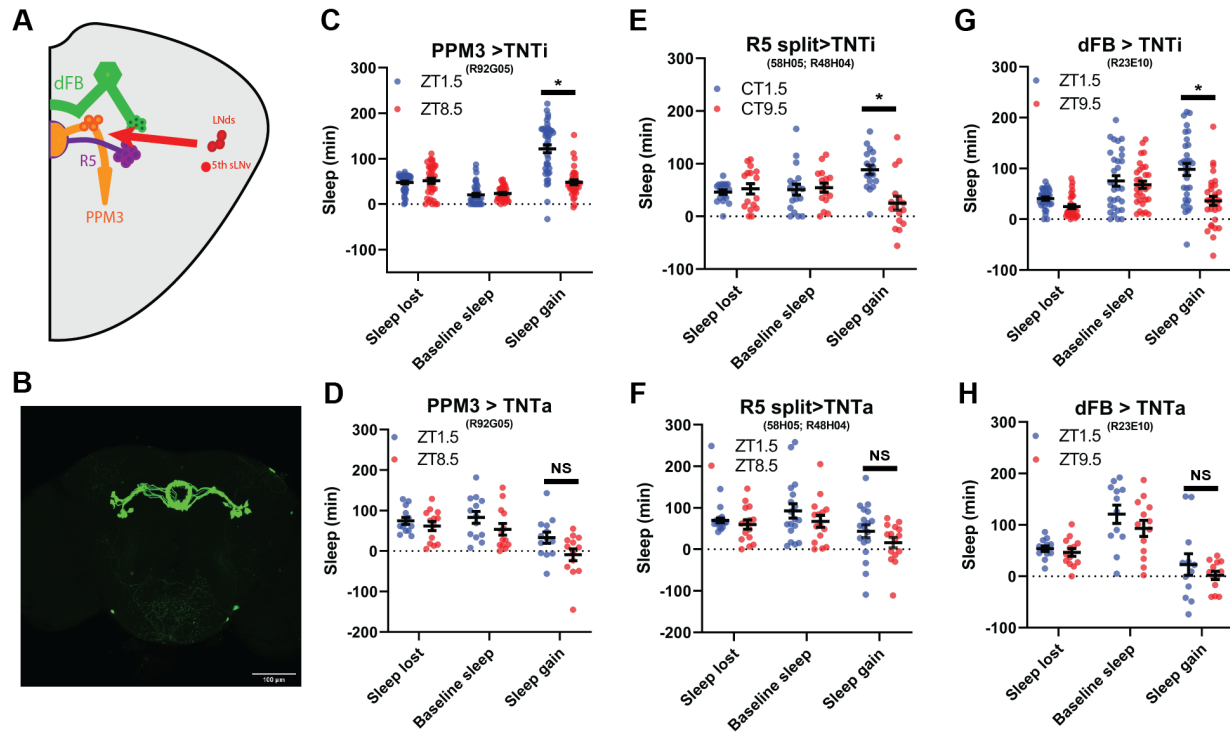 A
dFB
LNds
R5
5th sLNv
PPM3
B
100 µm
C
PPM3 >TNTi
(R92G05)
ZT1.5
ZT8.5
*
Sleep (min)
300
200
100
0
-100
Sleep lost
Baseline sleep
Sleep gain
D
PPM3 > TNTa
(R92G05)
ZT1.5
ZT8.5
NS
Sleep (min)
300
200
100
0
-100
-200
Sleep lost
Baseline sleep
Sleep gain
E
R5 split>TNTi
(58H05; R48H04)
CT1.5
CT9.5
*
Sleep (min)
300
200
100
0
-100
Sleep lost
Baseline sleep
Sleep gain
F
R5 split>TNTa
(58H05; R48H04)
ZT1.5
ZT8.5
NS
Sleep (min)
300
200
100
0
-100
-200
Sleep lost
Baseline sleep
Sleep gain
G
dFB > TNTi
(R23E10)
ZT1.5
ZT9.5
*
Sleep (min)
300
200
100
0
-100
Sleep lost
Baseline sleep
Sleep gain
H
dFB > TNTa
(R23E10)
ZT1.5
ZT9.5
NS
Sleep (min)
300
200
100
0
-100
Sleep lost
Baseline sleep
Sleep gain